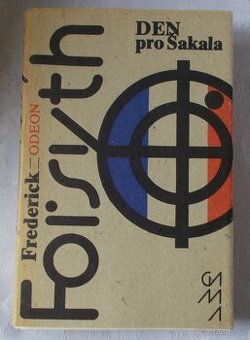 DEN
pro Šakala
Frederick
ODEON
Forsyth
GAMA